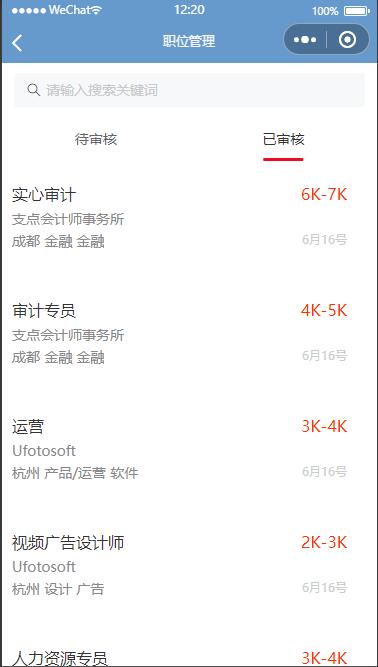 WeChat 12:20 100%
职位管理
请输入搜索关键词
待审核 已审核
实心审计 6K-7K
支点会计师事务所
成都 金融 金融 6月16号
审计专员 4K-5K
支点会计师事务所
成都 金融 金融 6月16号
运营 3K-4K
Ufotosoft
杭州 产品/运营 软件 6月16号
视频广告设计师 2K-3K
Ufotosoft
杭州 设计 广告 6月16号
人力资源专员 3K-4K